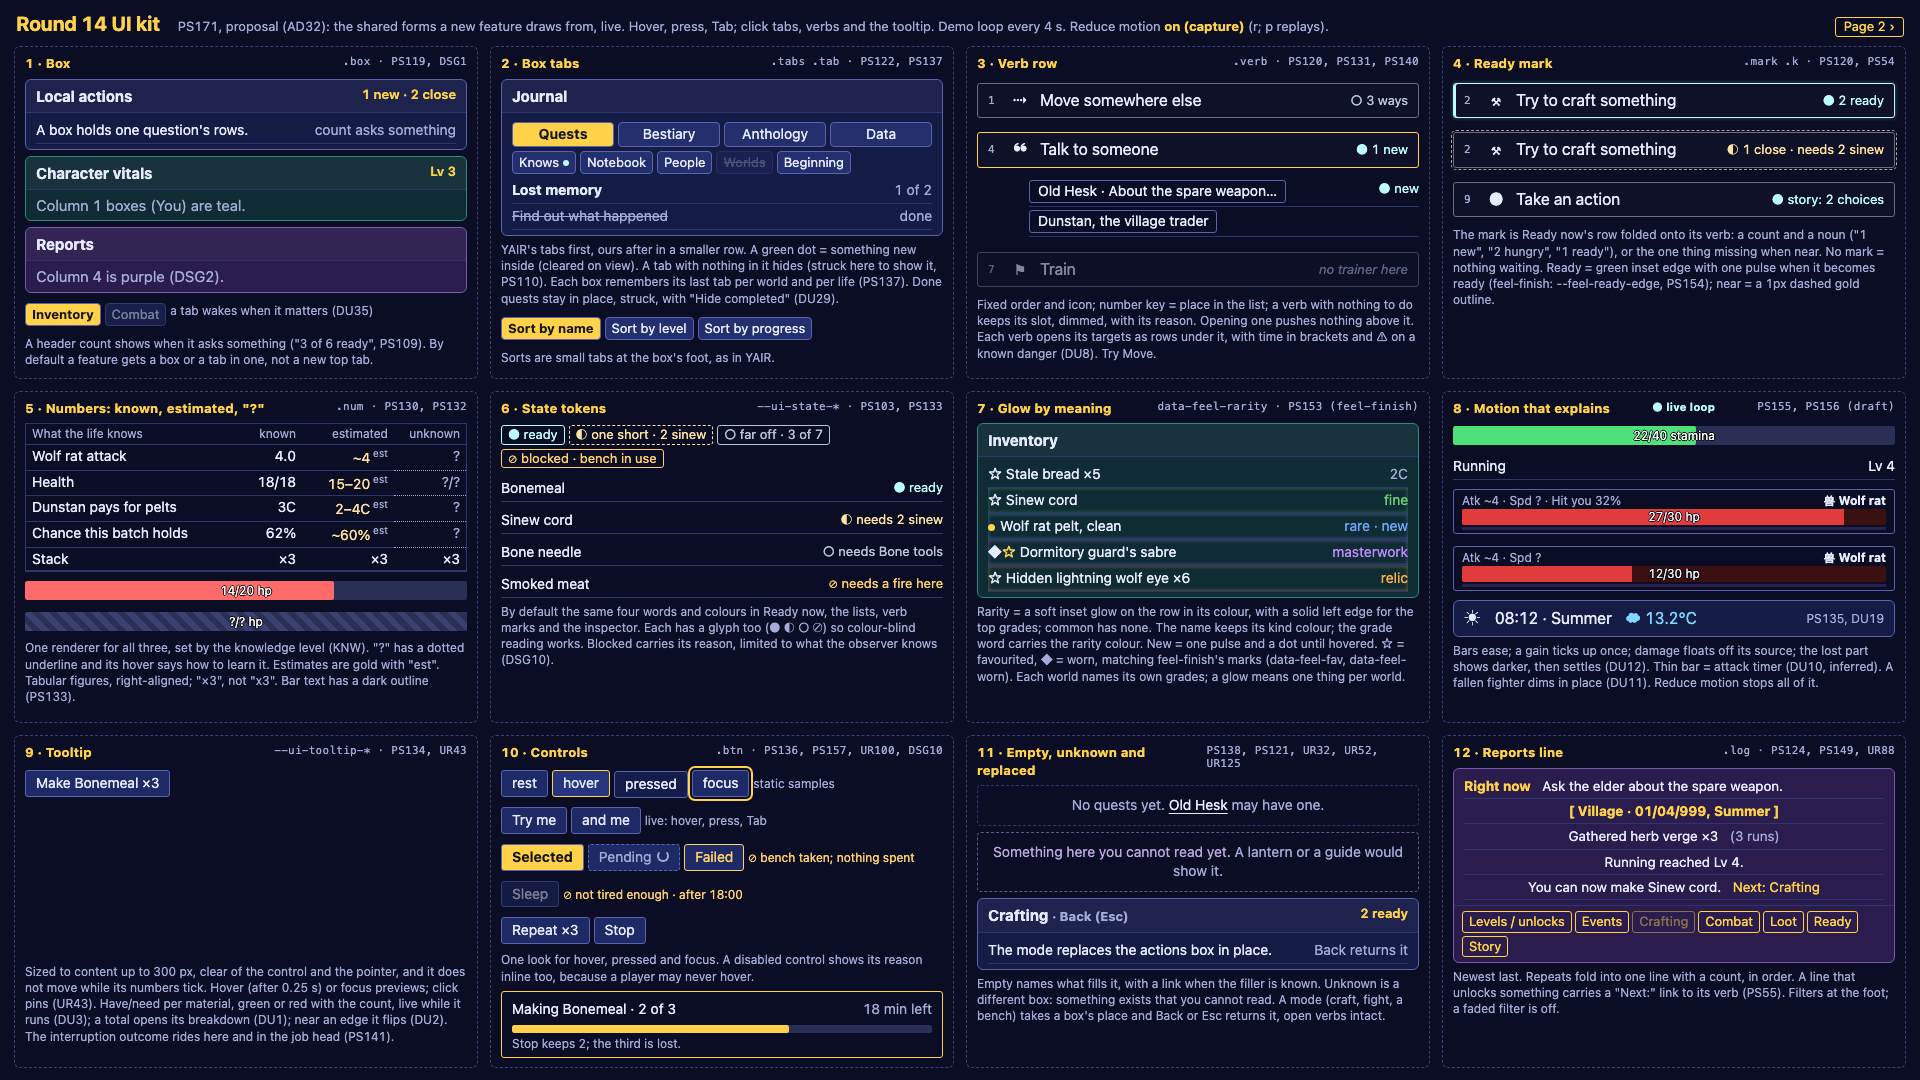 Round 14 UI kit
PS171, proposal (AD32): the shared forms a new feature draws from, live. Hover, press, Tab; click tabs, verbs and the tooltip. Demo loop every 4 s. Reduce motion on (capture) (r; p replays).
Page 2 ›
1 · Box
.box · PS119, DSG1
Local actions
1 new · 2 close
A box holds one question's rows.
count asks something
Character vitals
Lv 3
Column 1 boxes (You) are teal.
Reports
Column 4 is purple (DSG2).
Inventory
Combat
a tab wakes when it matters (DU35)
A header count shows when it asks something ("3 of 6 ready", PS109). By
default a feature gets a box or a tab in one, not a new top tab.
2 · Box tabs
.tabs .tab · PS122, PS137
Journal
Quests
Bestiary
Anthology
Data
Knows
Notebook
People
Worlds
Beginning
Lost memory
1 of 2
Find out what happened
done
YAIR's tabs first, ours after in a smaller row. A green dot = something new
inside (cleared on view). A tab with nothing in it hides (struck here to show it,
PS110). Each box remembers its last tab per world and per life (PS137). Done
quests stay in place, struck, with "Hide completed" (DU29).
Sort by name
Sort by level
Sort by progress
Sorts are small tabs at the box's foot, as in YAIR.
3 · Verb row
.verb · PS120, PS131, PS140
1 Move somewhere else
3 ways
4 Talk to someone
1 new
Old Hesk · About the spare weapon...
new
Dunstan, the village trader
7 Train
no trainer here
Fixed order and icon; number key = place in the list; a verb with nothing to do
keeps its slot, dimmed, with its reason. Opening one pushes nothing above it.
Each verb opens its targets as rows under it, with time in brackets and ⚠ on a
known danger (DU8). Try Move.
4 · Ready mark
.mark .k · PS120, PS54
2 Try to craft something
2 ready
2 Try to craft something
1 close · needs 2 sinew
9 Take an action
story: 2 choices
The mark is Ready now's row folded onto its verb: a count and a noun ("1
new", "2 hungry", "1 ready"), or the one thing missing when near. No mark =
nothing waiting. Ready = green inset edge with one pulse when it becomes
ready (feel-finish: --feel-ready-edge, PS154); near = a 1px dashed gold
outline.
5 · Numbers: known, estimated, "?"
.num · PS130, PS132
What the life knows known estimated unknown
Wolf rat attack 4.0 ~4 est ?
Health 18/18 15–20 est ?/?
Dunstan pays for pelts 3C 2–4C est ?
Chance this batch holds 62% ~60% est ?
Stack ×3 ×3 ×3
14/20 hp
?/? hp
One renderer for all three, set by the knowledge level (KNW). "?" has a dotted
underline and its hover says how to learn it. Estimates are gold with "est".
Tabular figures, right-aligned; "×3", not "x3". Bar text has a dark outline
(PS133).
6 · State tokens
--ui-state-* · PS103, PS133
ready
one short · 2 sinew
far off · 3 of 7
⊘ blocked · bench in use
Bonemeal
ready
Sinew cord
needs 2 sinew
Bone needle
needs Bone tools
Smoked meat
⊘ needs a fire here
By default the same four words and colours in Ready now, the lists, verb
marks and the inspector. Each has a glyph too (● ◐ ○ ⊘) so colour-blind
reading works. Blocked carries its reason, limited to what the observer knows
(DSG10).
7 · Glow by meaning
data-feel-rarity · PS153 (feel-finish)
Inventory
☆ Stale bread ×5
2C
☆ Sinew cord
fine
Wolf rat pelt, clean
rare · new
◆☆ Dormitory guard's sabre
masterwork
☆ Hidden lightning wolf eye ×6
relic
Rarity = a soft inset glow on the row in its colour, with a solid left edge for the
top grades; common has none. The name keeps its kind colour; the grade
word carries the rarity colour. New = one pulse and a dot until hovered. ☆ =
favourited, ◆ = worn, matching feel-finish's marks (data-feel-fav, data-feel-
worn). Each world names its own grades; a glow means one thing per world.
8 · Motion that explains
live loop
PS155, PS156 (draft)
22/40 stamina
Running
Lv 4
Atk ~4 · Spd ? · Hit you 32%
Wolf rat
27/30 hp
Atk ~4 · Spd ?
Wolf rat
12/30 hp
08:12 · Summer
13.2°C
PS135, DU19
Bars ease; a gain ticks up once; damage floats off its source; the lost part
shows darker, then settles (DU12). Thin bar = attack timer (DU10, inferred). A
fallen fighter dims in place (DU11). Reduce motion stops all of it.
9 · Tooltip
--ui-tooltip-* · PS134, UR43
Make Bonemeal ×3
Sized to content up to 300 px, clear of the control and the pointer, and it does
not move while its numbers tick. Hover (after 0.25 s) or focus previews; click
pins (UR43). Have/need per material, green or red with the count, live while it
runs (DU3); a total opens its breakdown (DU1); near an edge it flips (DU2).
The interruption outcome rides here and in the job head (PS141).
10 · Controls
.btn · PS136, PS157, UR100, DSG10
rest
hover
pressed
focus
static samples
Try me
and me
live: hover, press, Tab
Selected
Pending
Failed
⊘ bench taken; nothing spent
Sleep
⊘ not tired enough · after 18:00
Repeat ×3
Stop
One look for hover, pressed and focus. A disabled control shows its reason
inline too, because a player may never hover.
Making Bonemeal · 2 of 3
18 min left
Stop keeps 2; the third is lost.
11 · Empty, unknown and
replaced
PS138, PS121, UR32, UR52,
UR125
No quests yet. Old Hesk may have one.
Something here you cannot read yet. A lantern or a guide would
show it.
Crafting · Back (Esc)
2 ready
The mode replaces the actions box in place.
Back returns it
Empty names what fills it, with a link when the filler is known. Unknown is a
different box: something exists that you cannot read. A mode (craft, fight, a
bench) takes a box's place and Back or Esc returns it, open verbs intact.
12 · Reports line
.log · PS124, PS149, UR88
Right now Ask the elder about the spare weapon.
[ Village · 01/04/999, Summer ]
Gathered herb verge ×3 (3 runs)
Running reached Lv 4.
You can now make Sinew cord. Next: Crafting
Levels / unlocks
Events
Crafting
Combat
Loot
Ready
Story
Newest last. Repeats fold into one line with a count, in order. A line that
unlocks something carries a "Next:" link to its verb (PS55). Filters at the foot;
a faded filter is off.